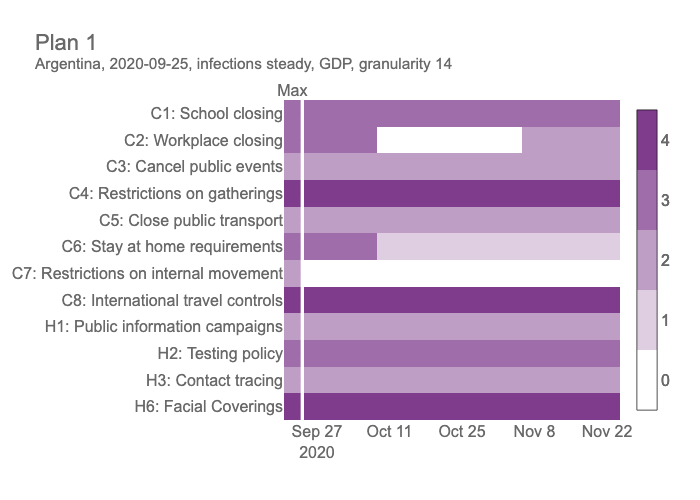 Plan 1
Argentina, 2020-09-25, infections steady, GDP, granularity 14
Max
C1: School closing
C2: Workplace closing
C3: Cancel public events
C4: Restrictions on gatherings
C5: Close public transport
C6: Stay at home requirements
C7: Restrictions on internal movement
C8: International travel controls
H1: Public information campaigns
H2: Testing policy
H3: Contact tracing
H6: Facial Coverings
Sep 27 Oct 11 Oct 25 Nov 8 Nov 22
2020
4
3
2
1
0